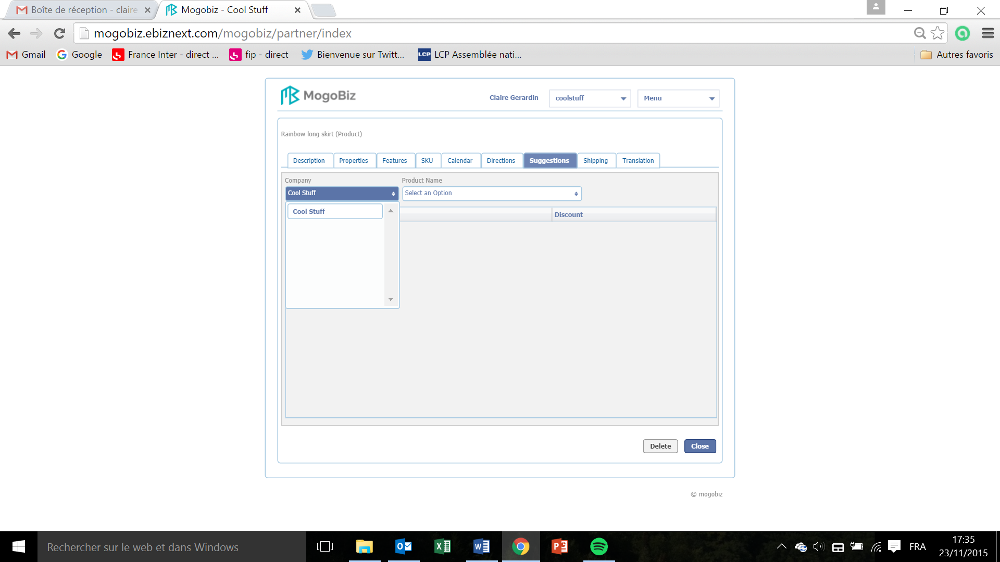 Boîte de réception - claire
Mogobiz - Cool Stuff
mogobiz.ebiznext.com/mogobiz/partner/index
Gmail
Google
France Inter - direct ...
fip - direct
Bienvenue sur Twitt...
LCP
LCP Assemblée nati...
Autres favoris
MogoBiz
Claire Gerardin
coolstuff
Menu
Rainbow long skirt (Product)
Description
Properties
Features
SKU
Calendar
Directions
Suggestions
Shipping
Translation
Company
Product Name
Cool Stuff
Select an Option
Cool Stuff
Discount
Delete
Close
© mogobiz
Rechercher sur le web et dans Windows
FRA
17:35
23/11/2015